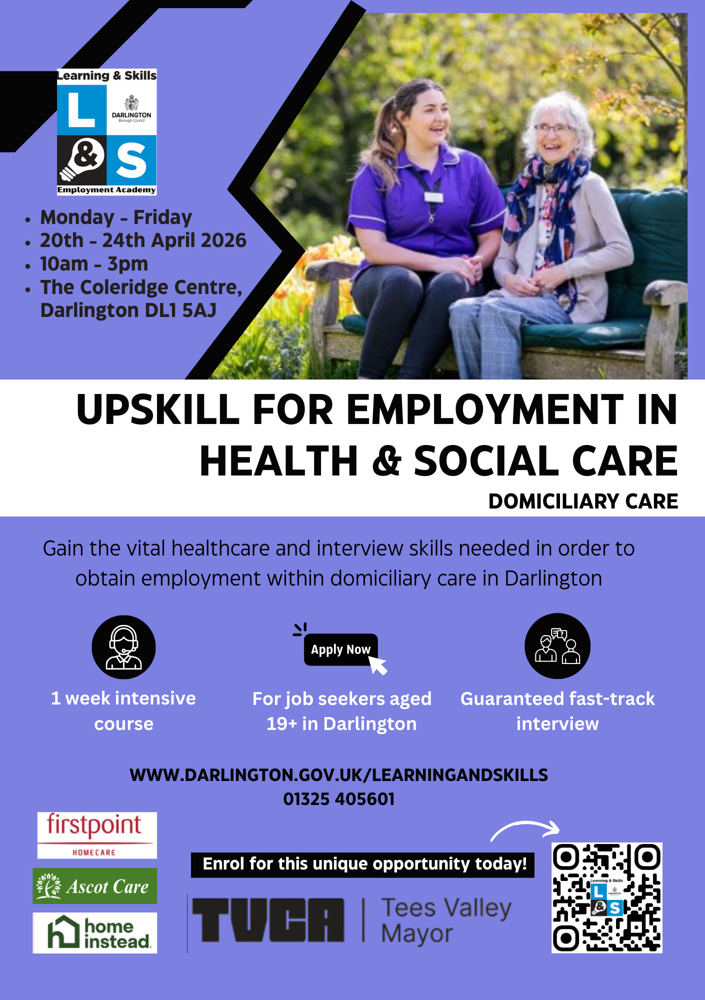 Learning & Skills
L
DARLINGTON
Borough Council
& S
Employment Academy
• Monday - Friday
• 20th - 24th April 2026
• 10am - 3pm
• The Coleridge Centre,
Darlington DL1 5AJ
UPSKILL FOR EMPLOYMENT IN
HEALTH & SOCIAL CARE
DOMICILIARY CARE
Gain the vital healthcare and interview skills needed in order to
obtain employment within domiciliary care in Darlington
Apply Now
?
1 week intensive
course
For job seekers aged
19+ in Darlington
Guaranteed fast-track
interview
WWW.DARLINGTON.GOV.UK/LEARNINGANDSKILLS
01325 405601
firstpoint
HOMECARE
Ascot Care
home
instead
Enrol for this unique opportunity today!
TVCA | Tees Valley
Mayor
Learning & Skills
L
DARLINGTON
& S